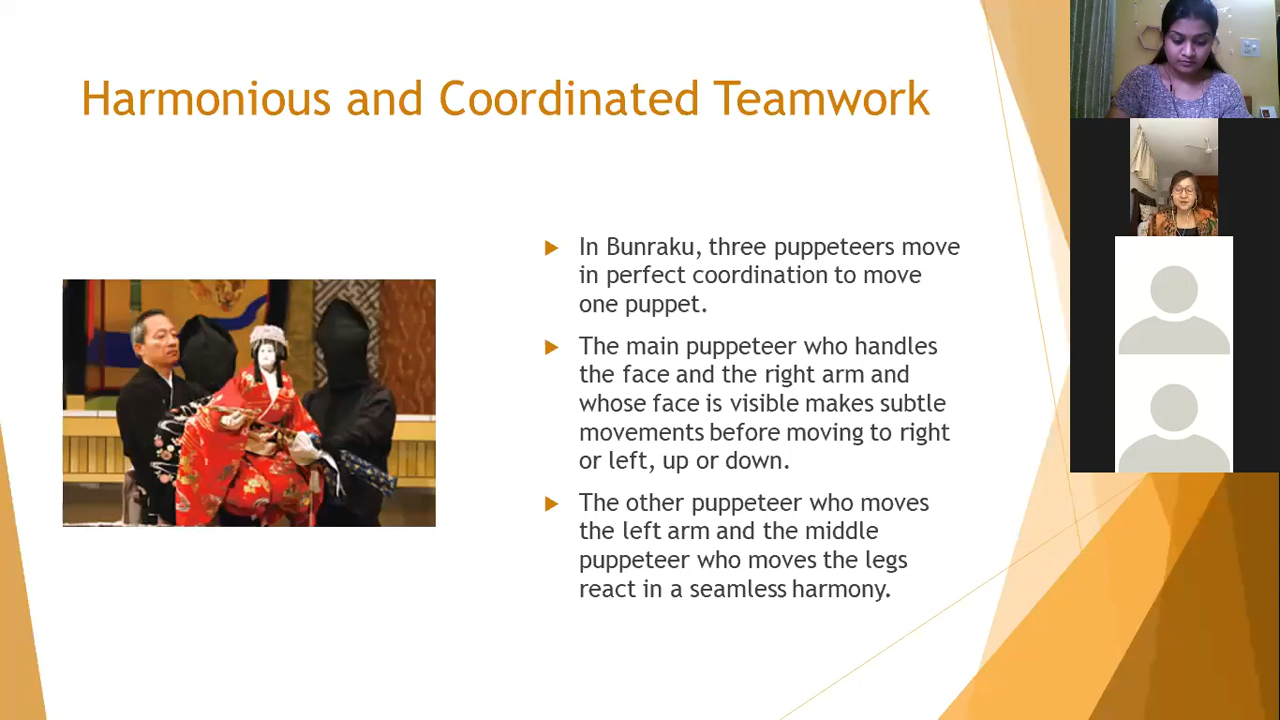 Harmonious and Coordinated Teamwork
In Bunraku, three puppeteers move
in perfect coordination to move
one puppet.
The main puppeteer who handles
the face and the right arm and
whose face is visible makes subtle
movements before moving to right
or left, up or down.
The other puppeteer who moves
the left arm and the middle
puppeteer who moves the legs
react in a seamless harmony.